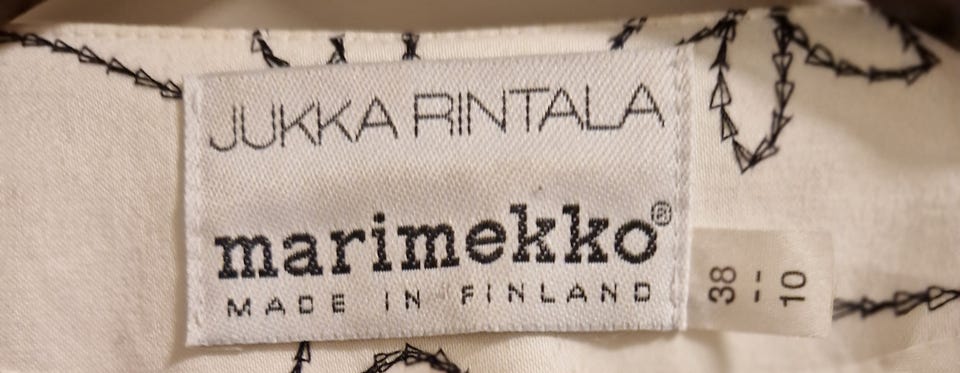 JUKKA RINTALA
marimekko®
MADE IN FINLAND
38
--
10